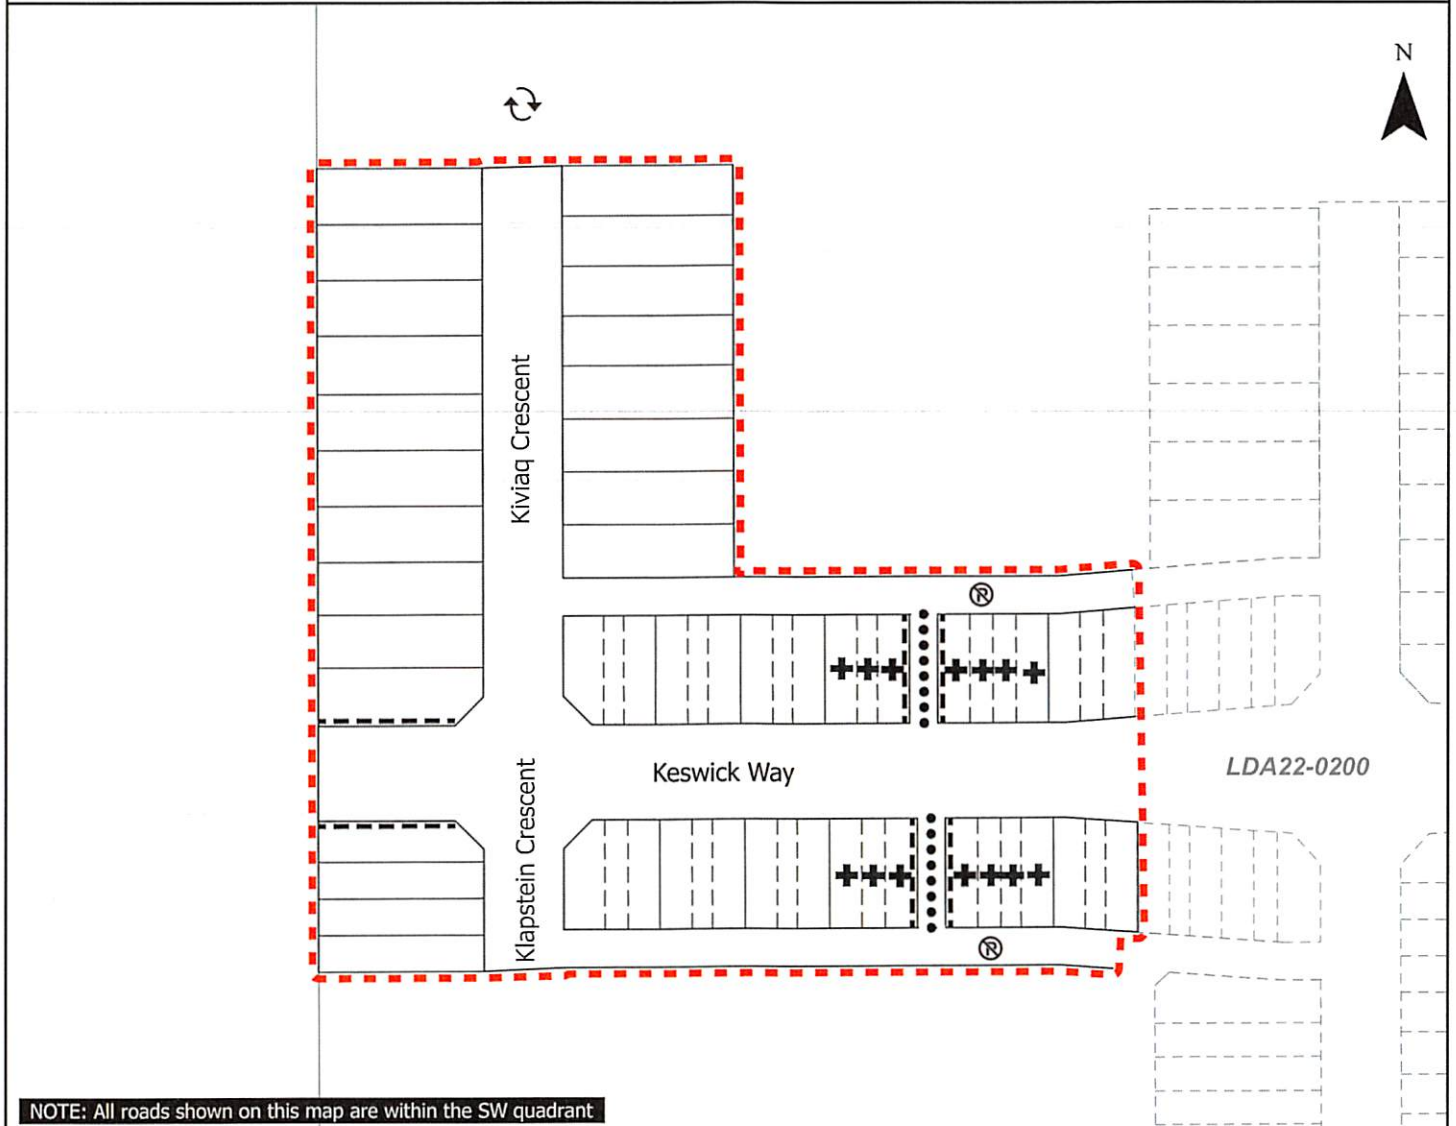 N
Kiviaq Crescent
R
Keswick Way
LDA22-0200
Klapstein Crescent
R
NOTE: All roads shown on this map are within the SW quadrant